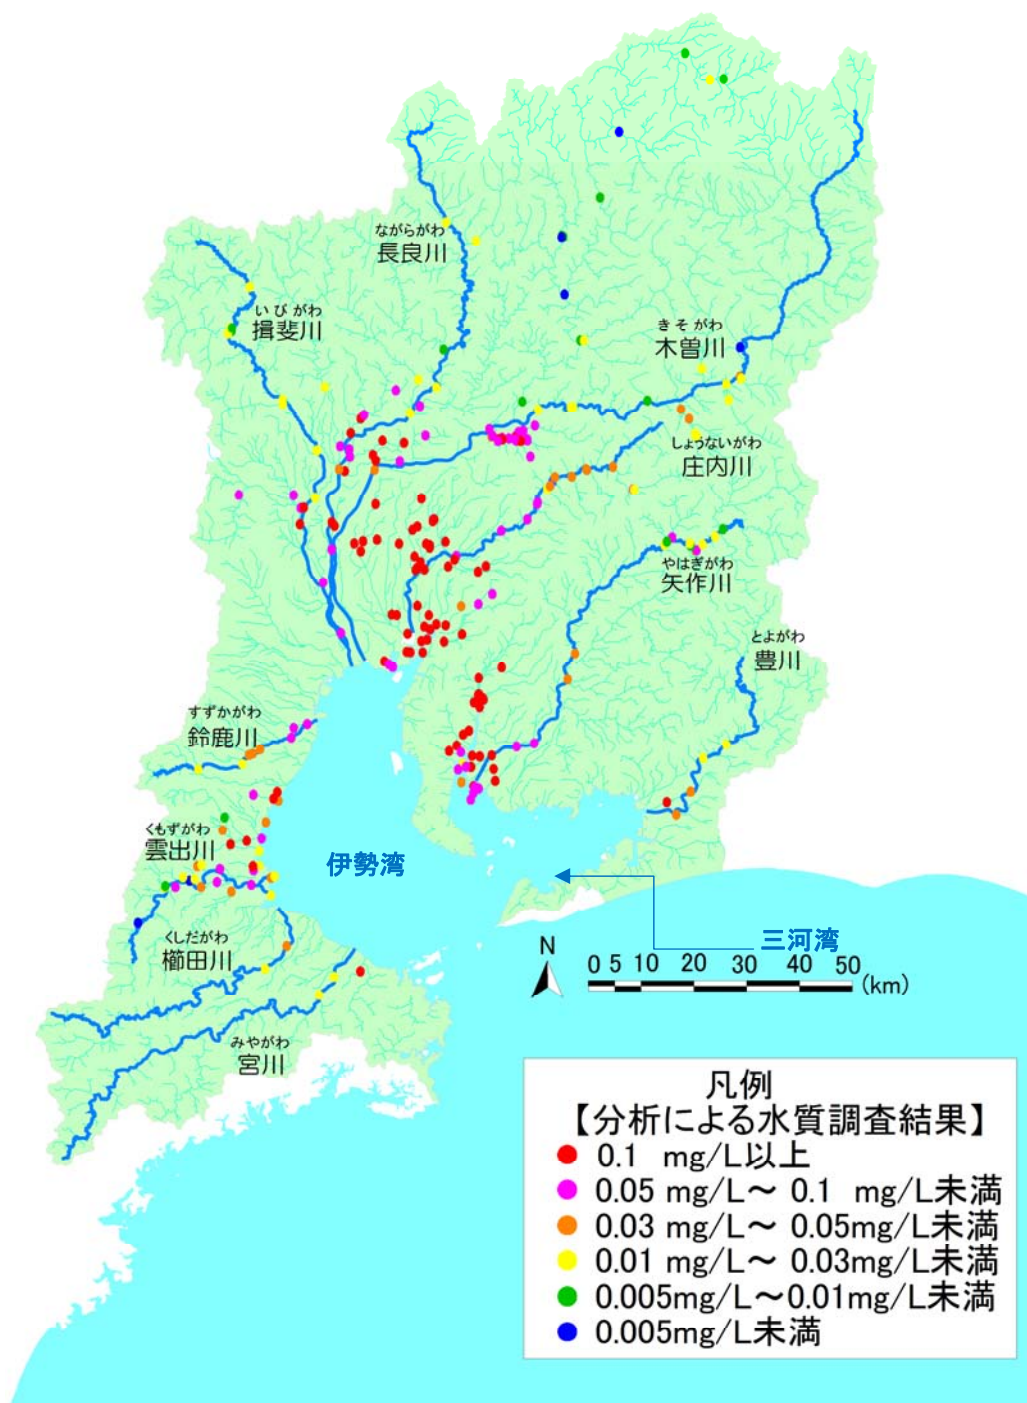 ながらがわ
長良川
いびがわ
揖斐川
きそがわ
木曽川
しょうないがわ
庄内川
やはぎがわ
矢作川
とよがわ
豊川
すずかがわ
鈴鹿川
くもずがわ
雲出川
伊勢湾
三河湾
くしだがわ
櫛田川
N
0 5 10 20 30 40 50 (km)
みやがわ
宮川
凡例
【分析による水質調査結果】
0.1 mg/L以上
0.05 mg/L～ 0.1 mg/L未満
0.03 mg/L～ 0.05mg/L未満
0.01 mg/L～ 0.03mg/L未満
0.005mg/L～0.01mg/L未満
0.005mg/L未満